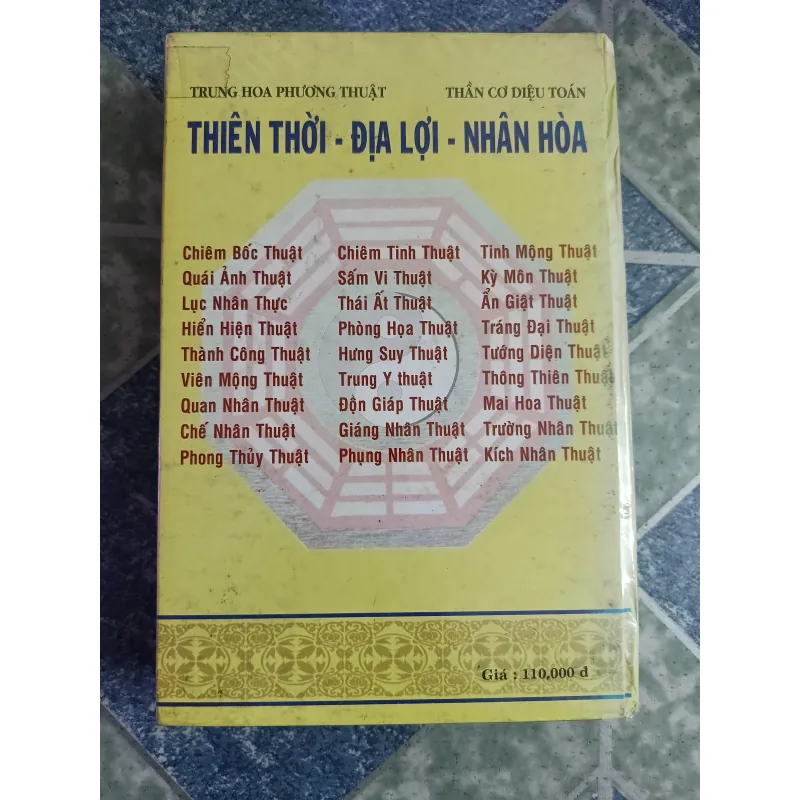 TRUNG HOA PHƯƠNG THUẬT THẦN CƠ DIỆU TOÁN
THIÊN THỜI - ĐỊA LỢI - NHÂN HÒA
Chiêm Bốc Thuật Chiêm Tinh Thuật Tinh Mộng Thuật
Quái Ảnh Thuật Sấm Vi Thuật Kỳ Môn Thuật
Lục Nhân Thực Thái Ất Thuật Ẩn Giật Thuật
Hiển Hiện Thuật Phòng Họa Thuật Tráng Đại Thuật
Thành Công Thuật Hưng Suy Thuật Tướng Diện Thuật
Viên Mộng Thuật Trung Y thuật Thông Thiên Thuật
Quan Nhân Thuật Độn Giáp Thuật Mai Hoa Thuật
Chế Nhân Thuật Giáng Nhân Thuật Trường Nhân Thuật
Phong Thủy Thuật Phụng Nhân Thuật Kích Nhân Thuật
Giá : 110.000 đ